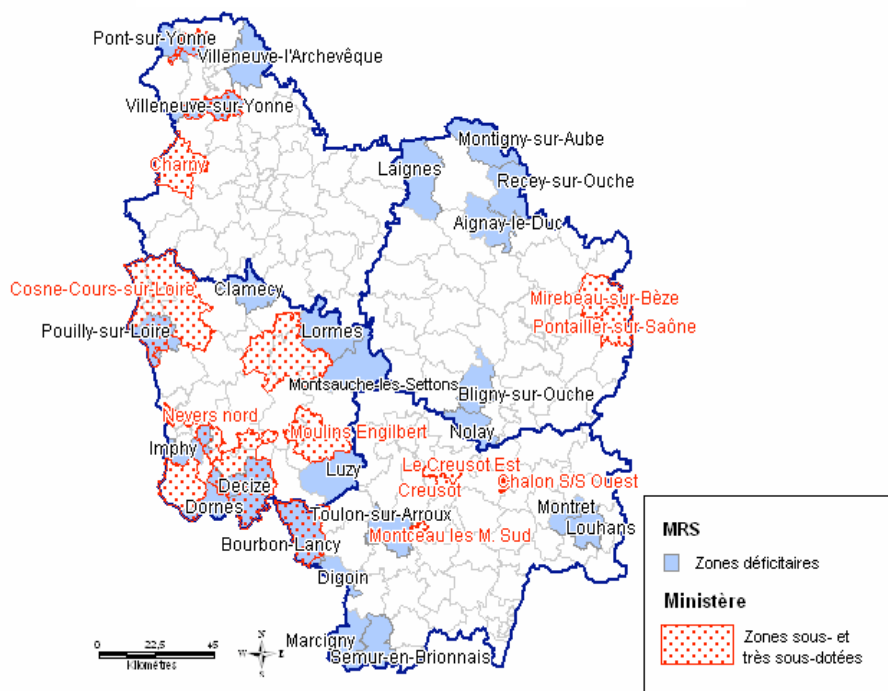 Pont-sur-Yonne
Villeneuve-l'Archevêque
Villeneuve-sur-Yonne
Charny
Montigny-sur-Aube
Laignes
Recey-sur-Ouche
Aignay-le-Duc
Cosne-Cours-sur-Loire
Clamecy
Mirebeau-sur-Bèze
Pouilly-sur-Loire
Lormes
Pontailler-sur-Saône
Montsauche-les-Settons
Bligny-sur-Ouche
Nevers nord
Moulins Engilbert
Nolay
Imphy
Luzy
Le Creusot Est
Decize
Creusot
Chalon S/S Ouest
Dornes
Toulon-sur-Arroux
Montret
Louhans
Bourbon-Lancy
Montceau les M. Sud
Digoin
Marcigny
Semur-en-Brionnais
0 22,5 45
Kilomètres
N
W E
S
MRS
Zones déficitaires
Ministère
Zones sous- et
très sous-dotées